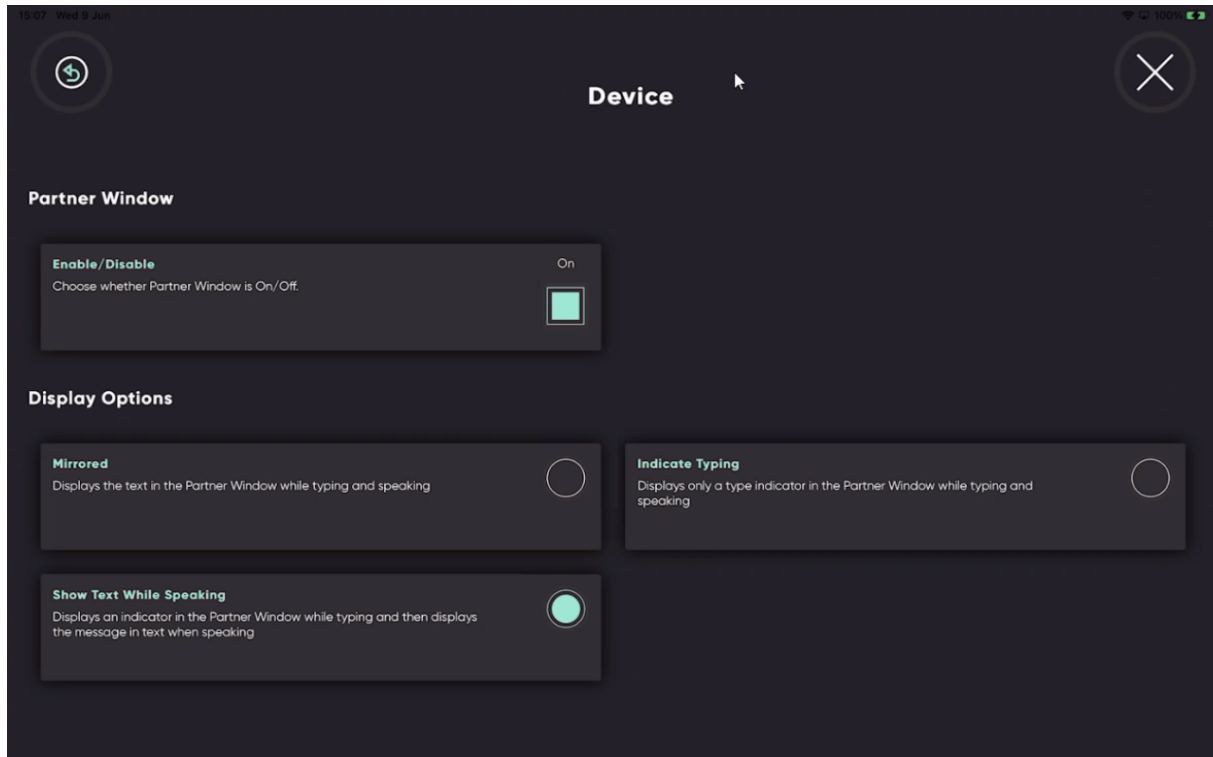 15:07 Wed 9 Jun
100%
Device
Partner Window
Enable/Disable
On
Choose whether Partner Window is On/Off.
Display Options
Mirrored
Displays the text in the Partner Window while typing and speaking
Indicate Typing
Displays only a type indicator in the Partner Window while typing and
speaking
Show Text While Speaking
Displays an indicator in the Partner Window while typing and then displays
the message in text when speaking